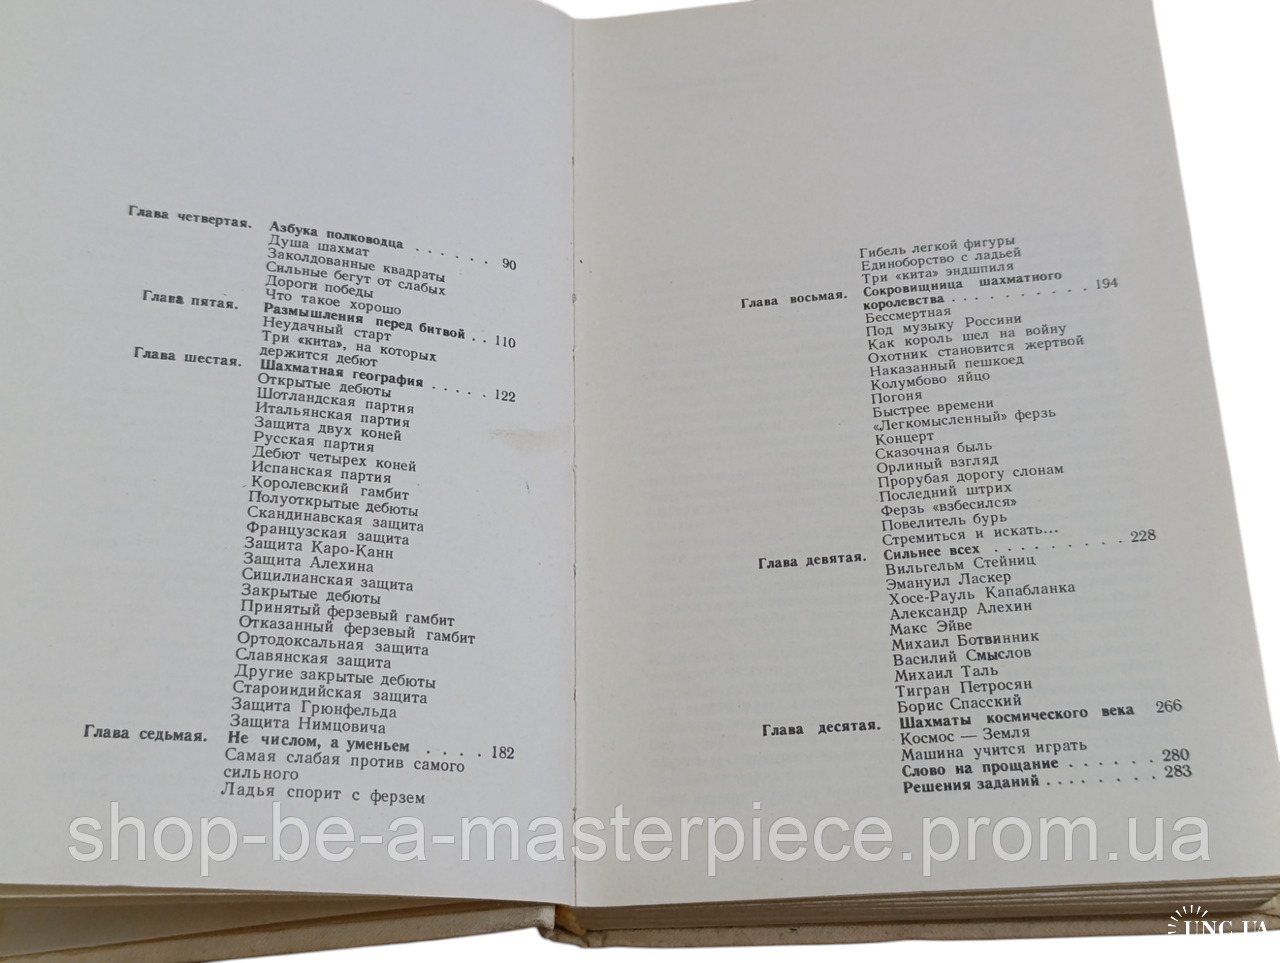 Глава четвертая. Азбука полководца . . . . . . 90
Душа шахмат
Заколдованные квадраты
Сильные бегут от слабых
Дороги победы
Что такое хорошо
Глава пятая. Размышления перед битвой . . 110
Неудачный старт
Три «кита», на которых
держится дебют
Глава шестая. Шахматная география . . . . . 122
Открытые дебюты
Шотландская партия
Итальянская партия
Защита двух коней
Русская партия
Дебют четырех коней
Испанская партия
Королевский гамбит
Полуоткрытые дебюты
Скандинавская защита
Французская защита
Защита Каро-Канн
Защита Алехина
Сицилианская защита
Закрытые дебюты
Принятый ферзевый гамбит
Отказанный ферзевый гамбит
Ортодоксальная защита
Славянская защита
Другие закрытые дебюты
Староиндийская защита
Защита Грюнфельда
Защита Нимцовича
Глава седьмая. Не числом, а уменьем . . . . 182
Самая слабая против самого
сильного
Ладья спорит с ферзем
Гибель легкой фигуры
Единоборство с ладьей
Три «кита» эндшпиля
Глава восьмая. Сокровищница шахматного
королевства . . . . . . . . . . 194
Бессмертная
Под музыку Россини
Как король шел на войну
Охотник становится жертвой
Наказанный пешкоед
Колумбово яйцо
Погоня
Быстрее времени
«Легкомысленный» ферзь
Концерт
Сказочная быль
Орлиный взгляд
Прорубая дорогу слонам
Последний штрих
Ферзь «взбесился»
Повелитель бурь
Стремиться и искать...
Глава девятая. Сильнее всех . . . . . . . . . 228
Вильгельм Стейниц
Эмануил Ласкер
Хосе-Рауль Капабланка
Александр Алехин
Макс Эйве
Михаил Ботвинник
Василий Смыслов
Михаил Таль
Тигран Петросян
Борис Спасский
Глава десятая. Шахматы космического века 266
Космос — Земля
Машина учится играть
Слово на прощание . . . . . . 280
Решения заданий . . . . . . . . 283
shop-be-a-masterpiece.prom.ua
UNC.UA